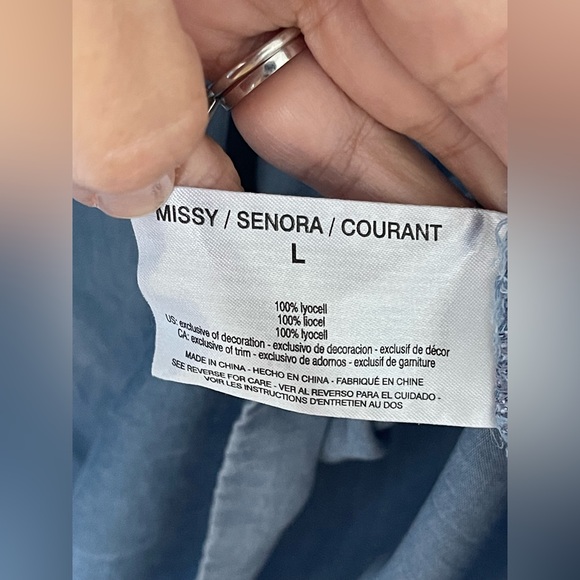 MISSY / SENORA / COURANT
L
100% lyocell
100% liocel
100% lyocell
US: exclusive of decoration - exclusivo de decoracion - exclusif de décor
CA: exclusive of trim - exclusivo de adornos - exclusif de garniture
MADE IN CHINA - HECHO EN CHINA - FABRIQUÉ EN CHINE
SEE REVERSE FOR CARE - VER AL REVERSO PARA EL CUIDADO -
VOIR LES INSTRUCTIONS D'ENTRETIEN AU DOS